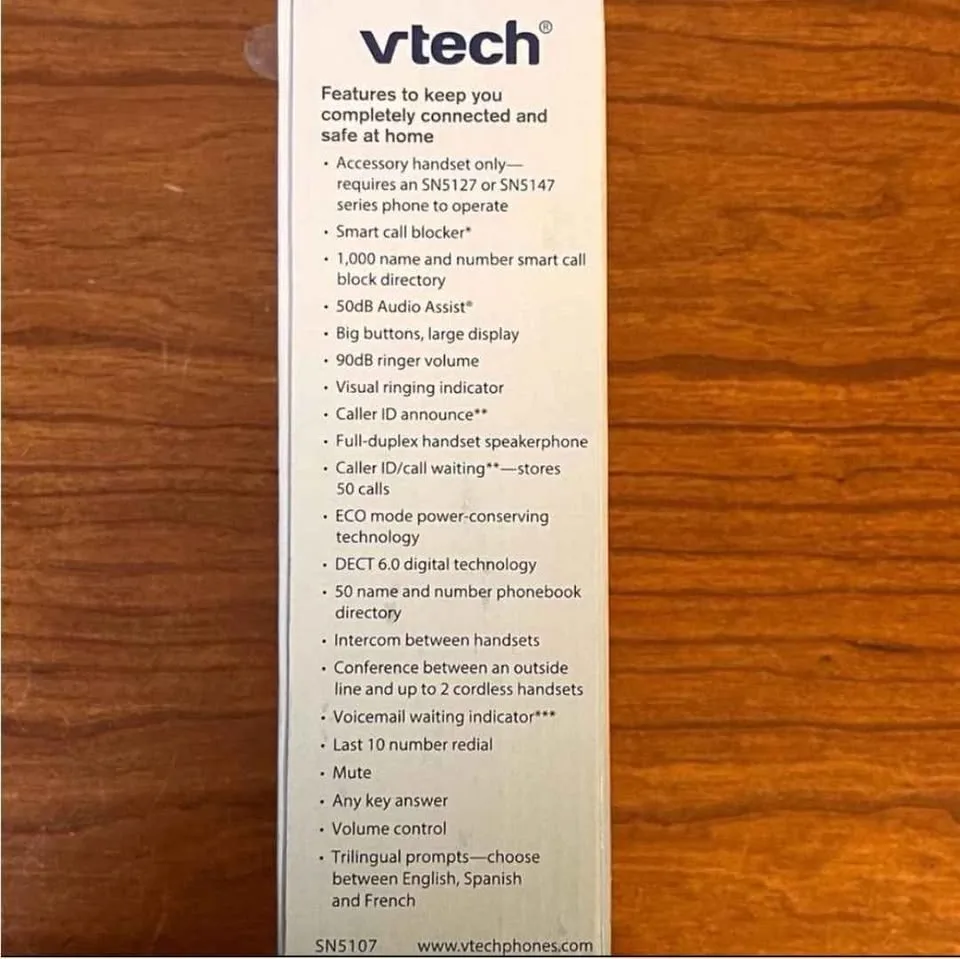 vtech®
Features to keep you
completely connected and
safe at home
• Accessory handset only—
requires an SN5127 or SN5147
series phone to operate
• Smart call blocker*
• 1,000 name and number smart call
block directory
• 50dB Audio Assist®
• Big buttons, large display
• 90dB ringer volume
• Visual ringing indicator
• Caller ID announce**
• Full-duplex handset speakerphone
• Caller ID/call waiting**—stores
50 calls
• ECO mode power-conserving
technology
• DECT 6.0 digital technology
• 50 name and number phonebook
directory
• Intercom between handsets
• Conference between an outside
line and up to 2 cordless handsets
• Voicemail waiting indicator***
• Last 10 number redial
• Mute
• Any key answer
• Volume control
• Trilingual prompts—choose
between English, Spanish
and French
SN5107 www.vtechphones.com